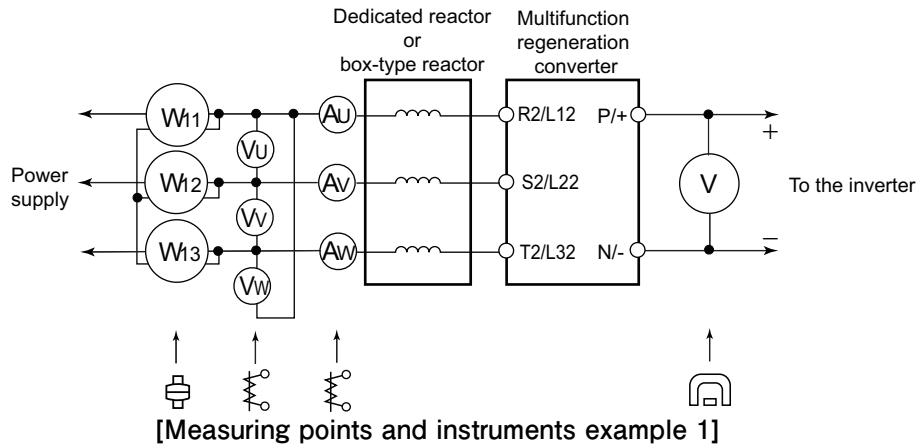 Dedicated reactor
or
box-type reactor
Multifunction
regeneration
converter
W11
AU
R2/L12
P/+
+
VU
Power
supply
W12
AV
S2/L22
V
To the inverter
VV
W13
AW
T2/L32
N/-
−
VW
[Measuring points and instruments example 1]